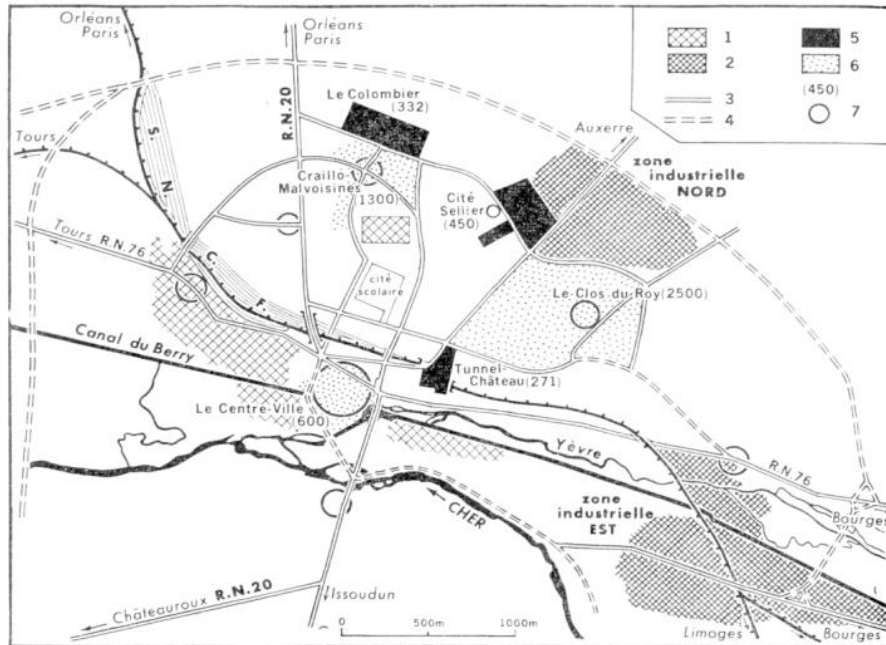 Orléans
Paris
Orléans
Paris
1
2
3
4
5
6
(450)
7
Le Colombier
(332)
Auxerre
zone
industrielle
NORD
Tours
S.
N.
C.
F.
R.N.20
Craillo-
Malvoisines
(1300)
Cité
Sellier
(450)
Tours R.N.76
cité
scolaire
Le Clos-du-Roy (2500)
Canal du Berry
Tunnel-
Château (271)
Le Centre-Ville
(600)
Yèvre
R.N.76
Bourges
zone
industrielle
EST
CHER
Châteauroux R.N.20
Issoudun
0 500m 1000m
Limoges
Bourges